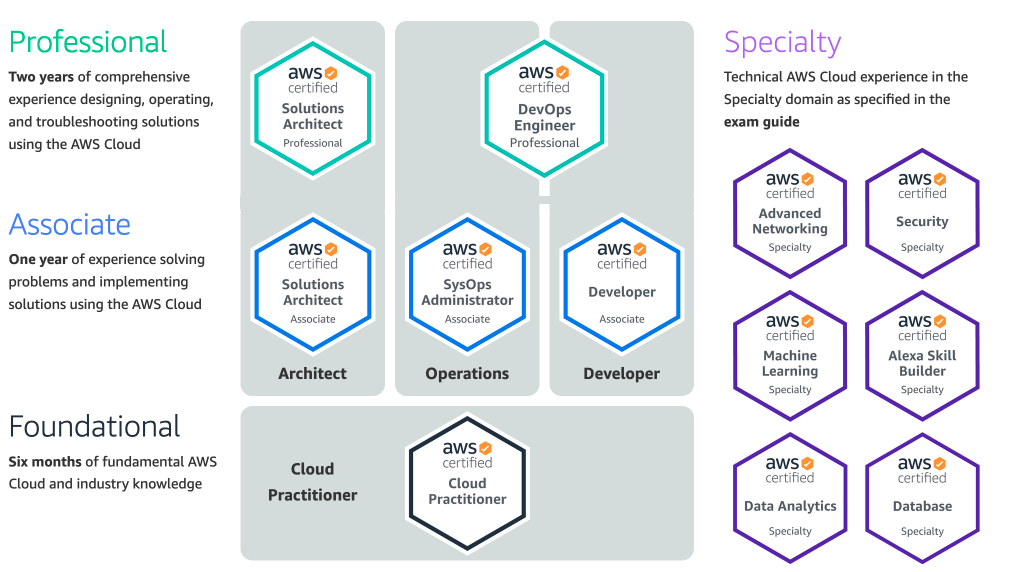 Professional
Two years of comprehensive
experience designing, operating,
and troubleshooting solutions
using the AWS Cloud
aws
certified
Solutions
Architect
Professional
aws
certified
DevOps
Engineer
Professional
Associate
One year of experience solving
problems and implementing
solutions using the AWS Cloud
aws
certified
Solutions
Architect
Associate
aws
certified
SysOps
Administrator
Associate
aws
certified
Developer
Associate
Architect
Operations
Developer
Foundational
Six months of fundamental AWS
Cloud and industry knowledge
Cloud
Practitioner
aws
certified
Cloud
Practitioner
Specialty
Technical AWS Cloud experience in the
Specialty domain as specified in the
exam guide
aws
certified
Advanced
Networking
Specialty
aws
certified
Security
Specialty
aws
certified
Machine
Learning
Specialty
aws
certified
Alexa Skill
Builder
Specialty
aws
certified
Data Analytics
Specialty
aws
certified
Database
Specialty